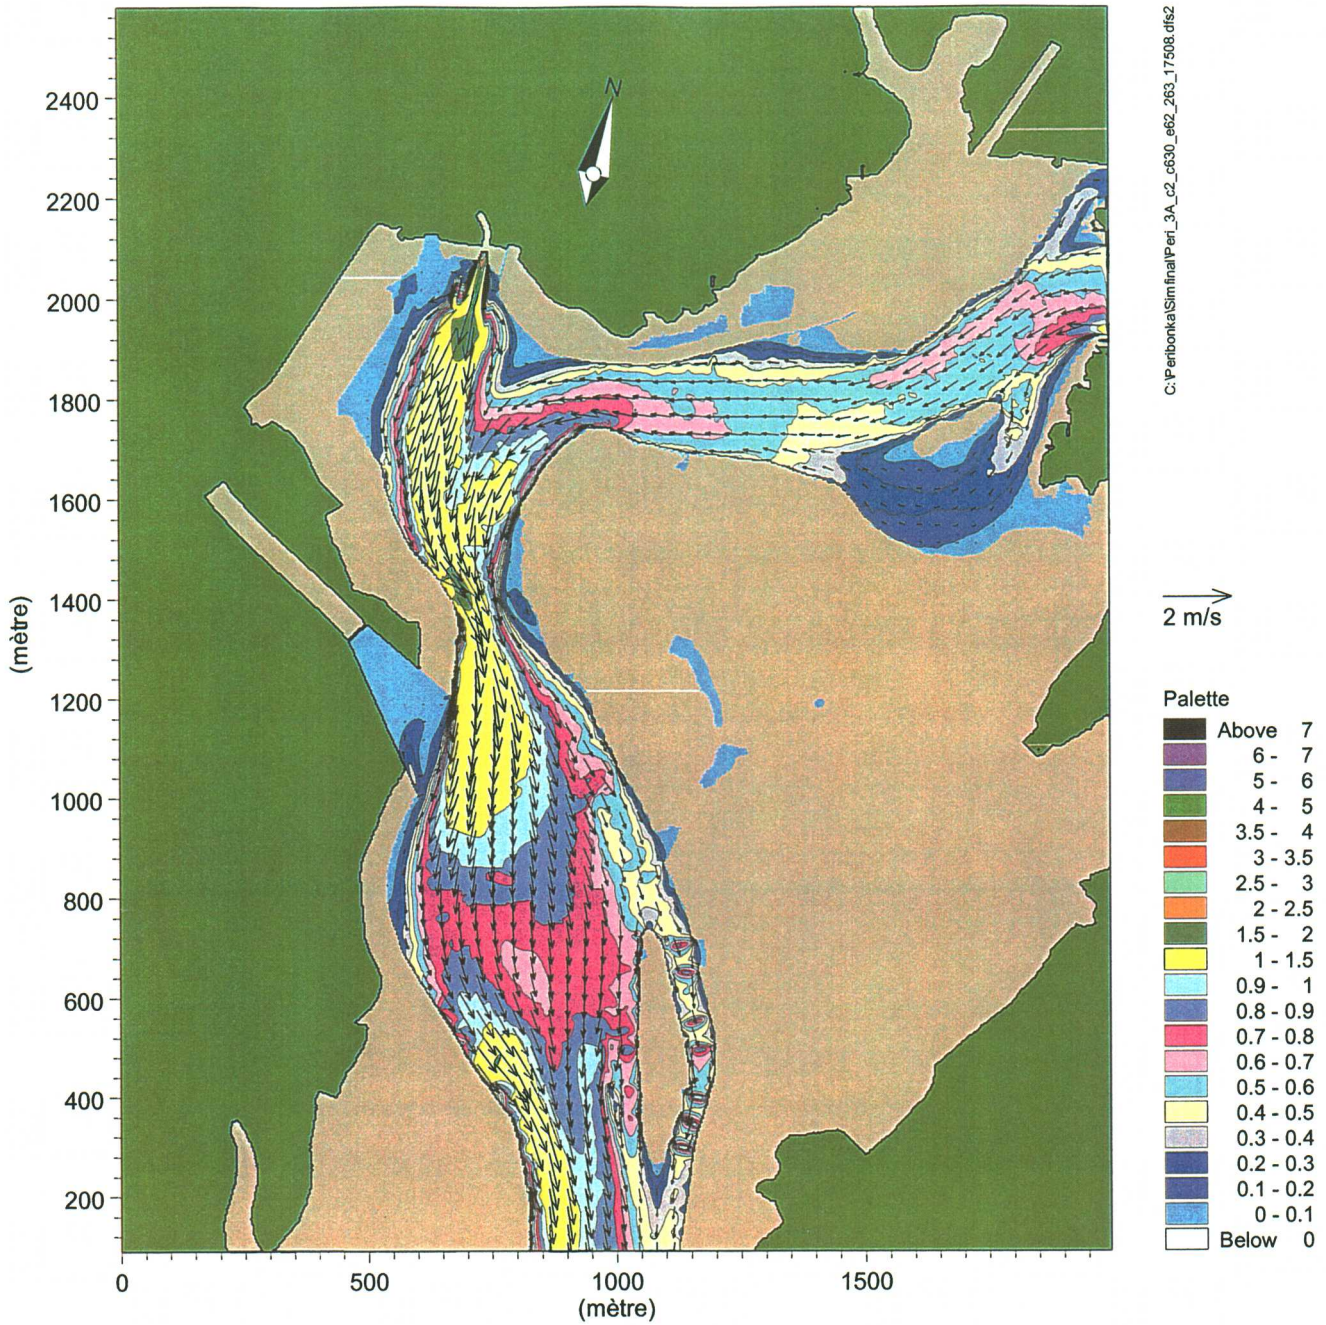 C:\Peribonka\Simfinal\Peri_3A_c2_c630_e62_263_17508.dfs2
N
2400
2200
2000
1800
1600
1400
1200
1000
800
600
400
200
(mètre)
0 500 1000 1500
(mètre)
2 m/s
Palette
Above 7
6 - 7
5 - 6
4 - 5
3.5 - 4
3 - 3.5
2.5 - 3
2 - 2.5
1.5 - 2
1 - 1.5
0.9 - 1
0.8 - 0.9
0.7 - 0.8
0.6 - 0.7
0.5 - 0.6
0.4 - 0.5
0.3 - 0.4
0.2 - 0.3
0.1 - 0.2
0 - 0.1
Below 0